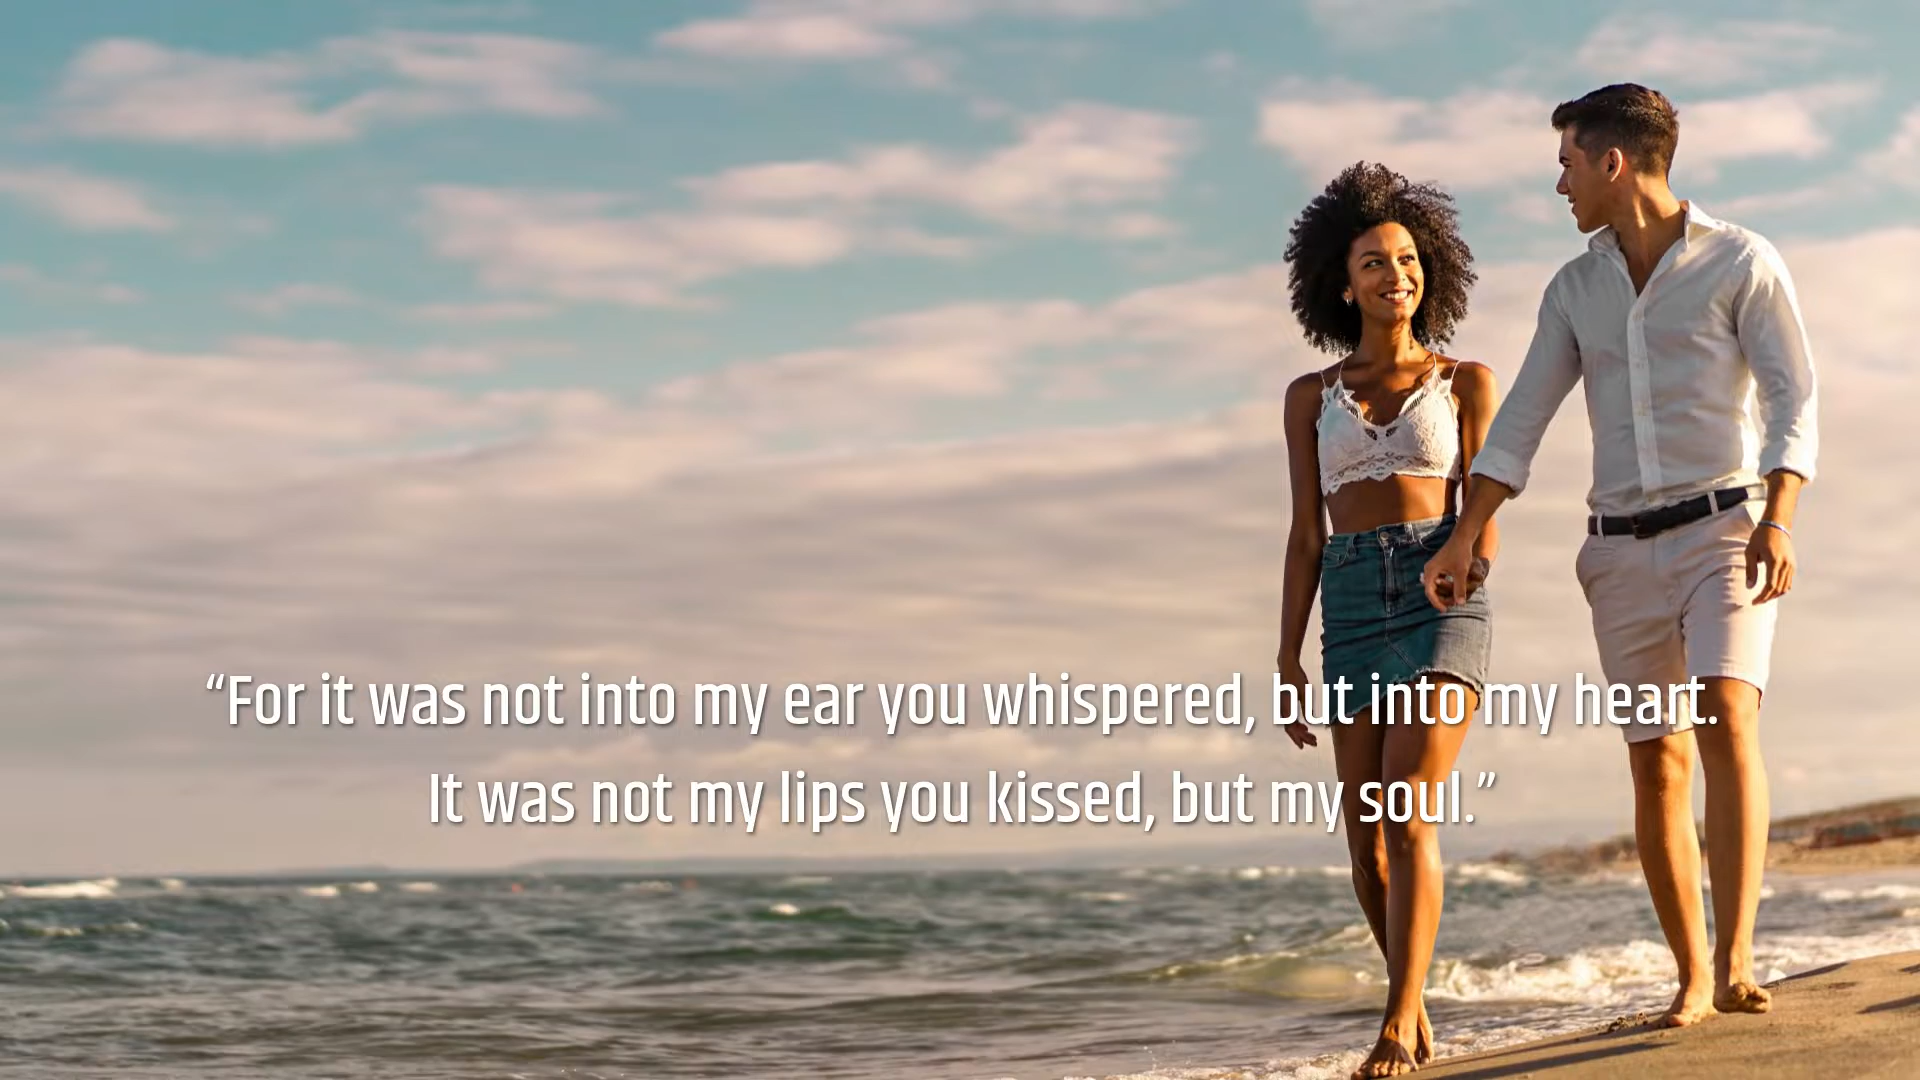 “For it was not into my ear you whispered, but into my heart.
It was not my lips you kissed, but my soul.”